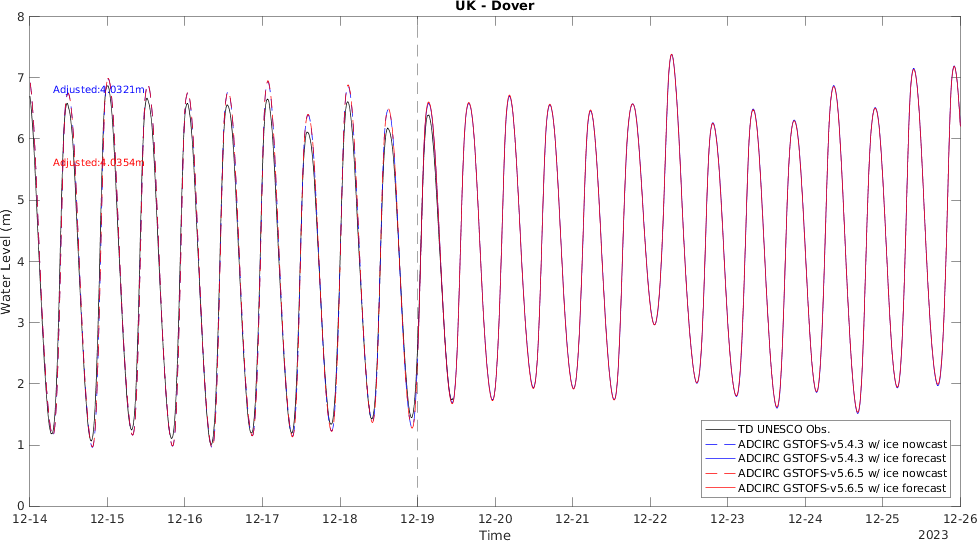 UK - Dover
8
7
6
5
4
3
2
1
0
Water Level (m)
Adjusted:4.0321m
Adjusted:4.0354m
TD UNESCO Obs.
ADCIRC GSTOFS-v5.4.3 w/ ice nowcast
ADCIRC GSTOFS-v5.4.3 w/ ice forecast
ADCIRC GSTOFS-v5.6.5 w/ ice nowcast
ADCIRC GSTOFS-v5.6.5 w/ ice forecast
12-14 12-15 12-16 12-17 12-18 12-19 12-20 12-21 12-22 12-23 12-24 12-25 12-26
Time
2023